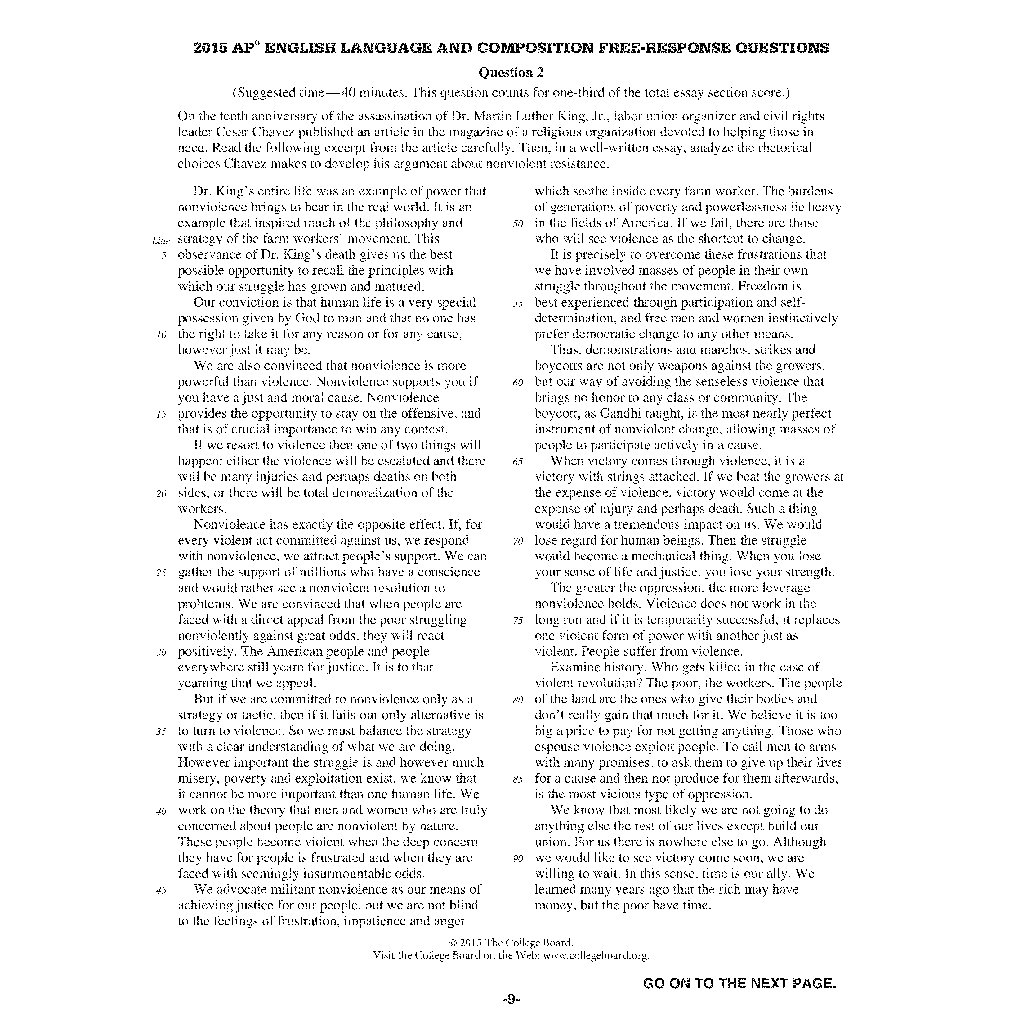 2015 AP® ENGLISH LANGUAGE AND COMPOSITION FREE-RESPONSE QUESTIONS
Question 2
(Suggested time—40 minutes. This question counts for one-third of the total essay section score.)
On the tenth anniversary of the assassination of Dr. Martin Luther King, Jr., labor union organizer and civil rights
leader Cesar Chavez published an article in the magazine of a religious organization devoted to helping those in
need. Read the following excerpt from the article carefully. Then, in a well-written essay, analyze the rhetorical
choices Chavez makes to develop his argument about nonviolent resistance.
Dr. King's entire life was an example of power that
nonviolence brings to bear in the real world. It is an
example that inspired much of the philosophy and
Line strategy of the farm workers' movement. This
5 observance of Dr. King's death gives us the best
possible opportunity to recall the principles with
which our struggle has grown and matured.
Our conviction is that human life is a very special
possession given by God to man and that no one has
10 the right to take it for any reason or for any cause,
however just it may be.
We are also convinced that nonviolence is more
powerful than violence. Nonviolence supports you if
you have a just and moral cause. Nonviolence
15 provides the opportunity to stay on the offensive, and
that is of crucial importance to win any contest.
If we resort to violence then one of two things will
happen: either the violence will be escalated and there
will be many injuries and perhaps deaths on both
20 sides, or there will be total demoralization of the
workers.
Nonviolence has exactly the opposite effect. If, for
every violent act committed against us, we respond
with nonviolence, we attract people's support. We can
25 gather the support of millions who have a conscience
and would rather see a nonviolent resolution to
problems. We are convinced that when people are
faced with a direct appeal from the poor struggling
nonviolently against great odds, they will react
30 positively. The American people and people
everywhere still yearn for justice. It is to that
yearning that we appeal.
But if we are committed to nonviolence only as a
strategy or tactic, then if it fails our only alternative is
35 to turn to violence. So we must balance the strategy
with a clear understanding of what we are doing.
However important the struggle is and however much
misery, poverty and exploitation exist, we know that
it cannot be more important than one human life. We
40 work on the theory that men and women who are truly
concerned about people are nonviolent by nature.
These people become violent when the deep concern
they have for people is frustrated and when they are
faced with seemingly insurmountable odds.
45 We advocate militant nonviolence as our means of
achieving justice for our people, but we are not blind
to the feelings of frustration, impatience and anger
which seethe inside every farm worker. The burdens
of generations of poverty and powerlessness lie heavy
50 in the fields of America. If we fail, there are those
who will see violence as the shortcut to change.
It is precisely to overcome these frustrations that
we have involved masses of people in their own
struggle throughout the movement. Freedom is
55 best experienced through participation and self-
determination, and free men and women instinctively
prefer democratic change to any other means.
Thus, demonstrations and marches, strikes and
boycotts are not only weapons against the growers,
60 but our way of avoiding the senseless violence that
brings no honor to any class or community. The
boycott, as Gandhi taught, is the most nearly perfect
instrument of nonviolent change, allowing masses of
people to participate actively in a cause.
65 When victory comes through violence, it is a
victory with strings attached. If we beat the growers at
the expense of violence, victory would come at the
expense of injury and perhaps death. Such a thing
would have a tremendous impact on us. We would
70 lose regard for human beings. Then the struggle
would become a mechanical thing. When you lose
your sense of life and justice, you lose your strength.
The greater the oppression, the more leverage
nonviolence holds. Violence does not work in the
75 long run and if it is temporarily successful, it replaces
one violent form of power with another just as
violent. People suffer from violence.
Examine history. Who gets killed in the case of
violent revolution? The poor, the workers. The people
80 of the land are the ones who give their bodies and
don't really gain that much for it. We believe it is too
big a price to pay for not getting anything. Those who
espouse violence exploit people. To call men to arms
with many promises, to ask them to give up their lives
85 for a cause and then not produce for them afterwards,
is the most vicious type of oppression.
We know that most likely we are not going to do
anything else the rest of our lives except build our
union. For us there is nowhere else to go. Although
90 we would like to see victory come soon, we are
willing to wait. In this sense, time is our ally. We
learned many years ago that the rich may have
money, but the poor have time.
© 2015 The College Board.
Visit the College Board on the Web: www.collegeboard.org.
GO ON TO THE NEXT PAGE.
-9-